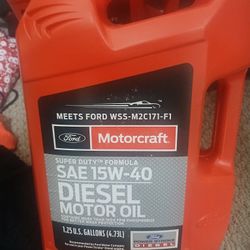 MEETS FORD WSS-M2C171-F1
Ford
Motorcraft
SUPER DUTY™ FORMULA
SAE 15W-40
DIESEL
MOTOR OIL
1.25 U.S. GALLONS (4.73L)
DIESEL